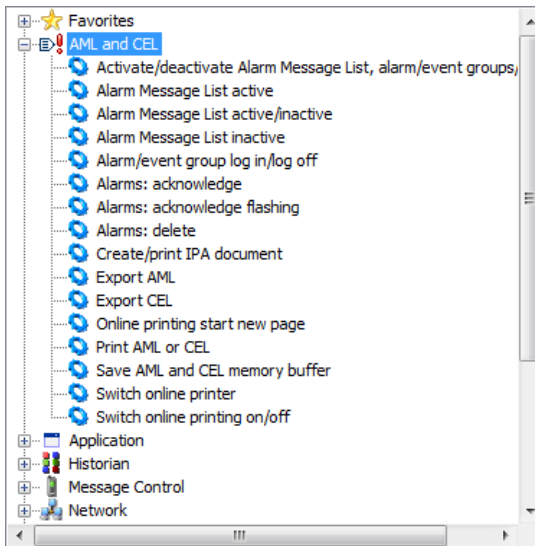 Favorites
AML and CEL
Activate/deactivate Alarm Message List, alarm/event groups,
Alarm Message List active
Alarm Message List active/inactive
Alarm Message List inactive
Alarm/event group log in/log off
Alarms: acknowledge
Alarms: acknowledge flashing
Alarms: delete
Create/print IPA document
Export AML
Export CEL
Online printing start new page
Print AML or CEL
Save AML and CEL memory buffer
Switch online printer
Switch online printing on/off
Application
Historian
Message Control
Network